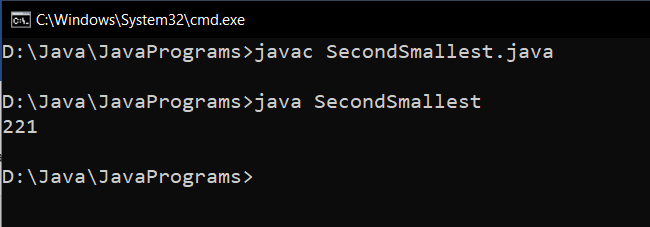 C:\Windows\System32\cmd.exe
D:\Java\JavaPrograms>javac SecondSmallest.java
D:\Java\JavaPrograms>java SecondSmallest
221
D:\Java\JavaPrograms>